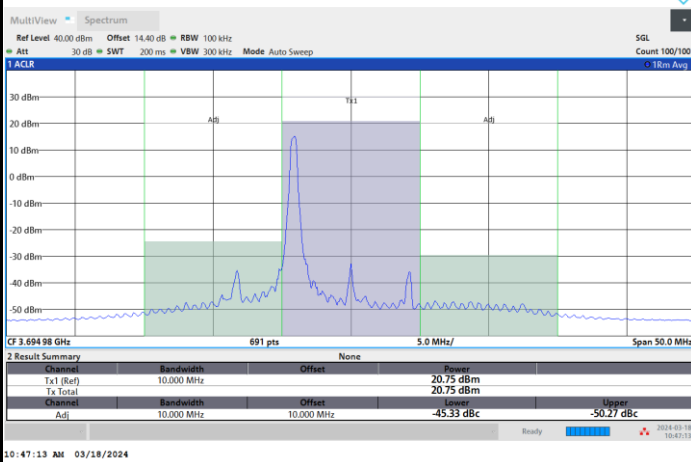 MultiView Spectrum
Ref Level 40.00 dBm Offset 14.40 dB RBW 100 kHz SGL
Att 30 dB SWT 200 ms VBW 300 kHz Mode Auto Sweep Count 100/100
1 ACLR 1Rm Avg
30 dBm
Tx1
20 dBm Adj Adj
10 dBm
0 dBm
-10 dBm
-20 dBm
-30 dBm
-40 dBm
-50 dBm
CF 3.694 98 GHz 691 pts 5.0 MHz/ Span 50.0 MHz
2 Result Summary None
Channel Bandwidth Offset Power
Tx1 (Ref) 10.000 MHz 20.75 dBm
Tx Total 20.75 dBm
Channel Bandwidth Offset Lower Upper
Adj 10.000 MHz 10.000 MHz -45.33 dBc -50.27 dBc
Ready 2024-03-18
10:47:13
10:47:13 AM 03/18/2024